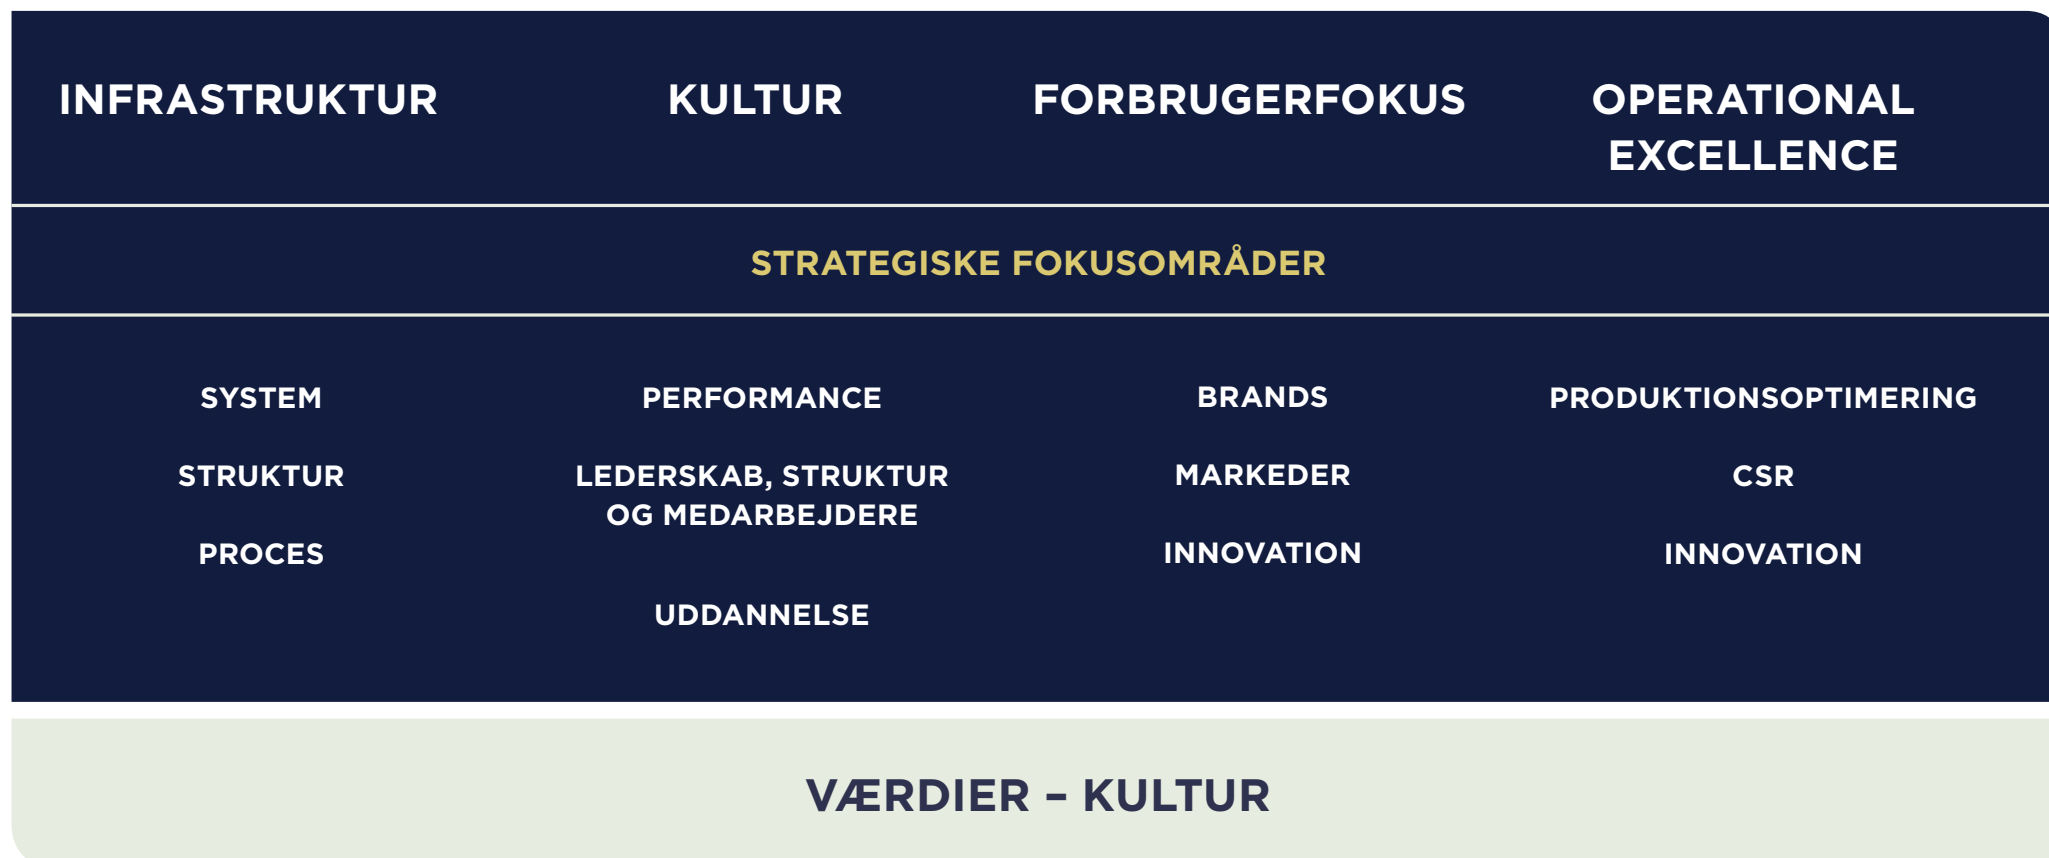 INFRASTRUKTUR
KULTUR
FORBRUGERFOKUS
OPERATIONAL
EXCELLENCE
STRATEGISKE FOKUSOMRÅDER
SYSTEM
STRUKTUR
PROCES
PERFORMANCE
LEDERSKAB, STRUKTUR
OG MEDARBEJDERE
UDDANNELSE
BRANDS
MARKEDER
INNOVATION
PRODUKTIONSOPTIMERING
CSR
INNOVATION
VÆRDIER – KULTUR